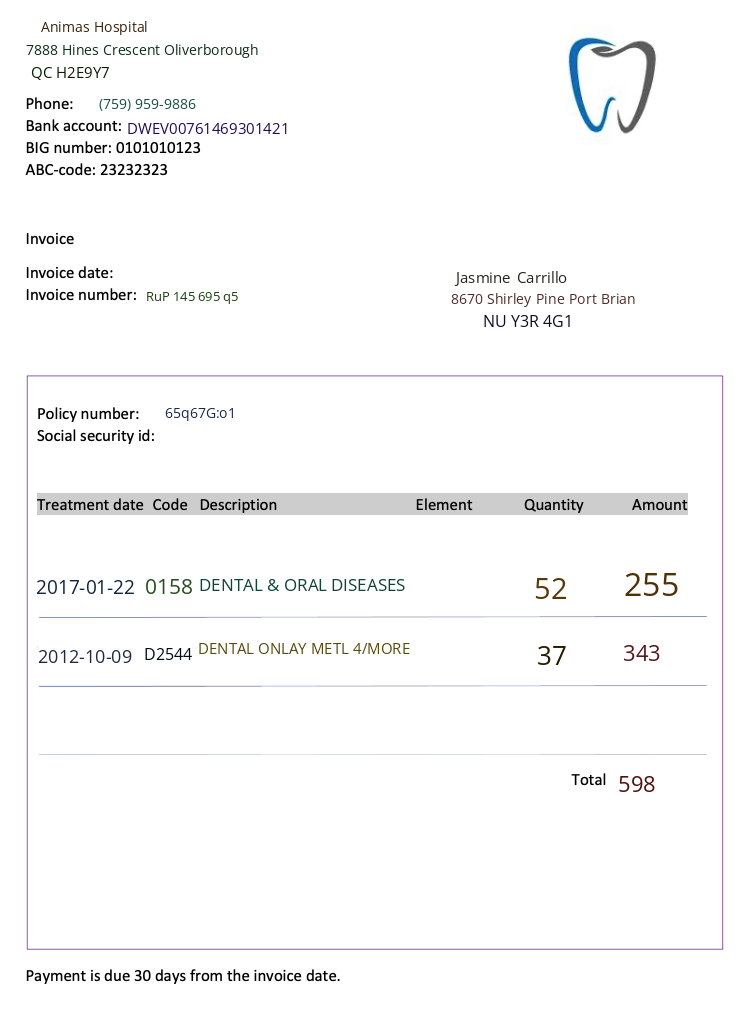 Animas Hospital
7888 Hines Crescent Oliverborough
QC H2E9Y7
Phone: (759) 959-9886
Bank account: DWEV00761469301421
BIG number: 0101010123
ABC-code: 23232323
Invoice
Invoice date:
Invoice number: RuP 145 695 q5
Jasmine Carrillo
8670 Shirley Pine Port Brian
NU Y3R 4G1
Policy number: 65q67G:o1
Social security id:
Treatment date Code Description Element Quantity Amount
2017-01-22 0158 DENTAL & ORAL DISEASES 52 255
2012-10-09 D2544 DENTAL ONLAY METL 4/MORE 37 343
Total 598
Payment is due 30 days from the invoice date.